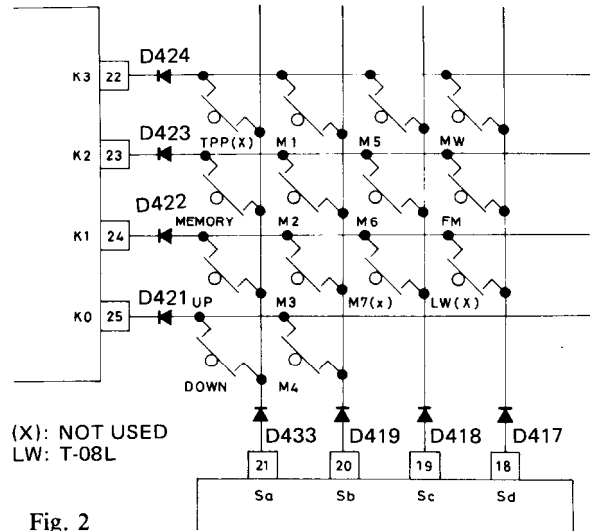 D424
K3 22
TPP(X) M1 M5 MW
D423
K2 23
D422
MEMORY M2 M6 FM
K1 24
D421
UP M3 M7(x) LW(X)
K0 25
DOWN M4
(X): NOT USED
LW: T-08L
D433 D419 D418 D417
21 20 19 18
Sa Sb Sc Sd
Fig. 2